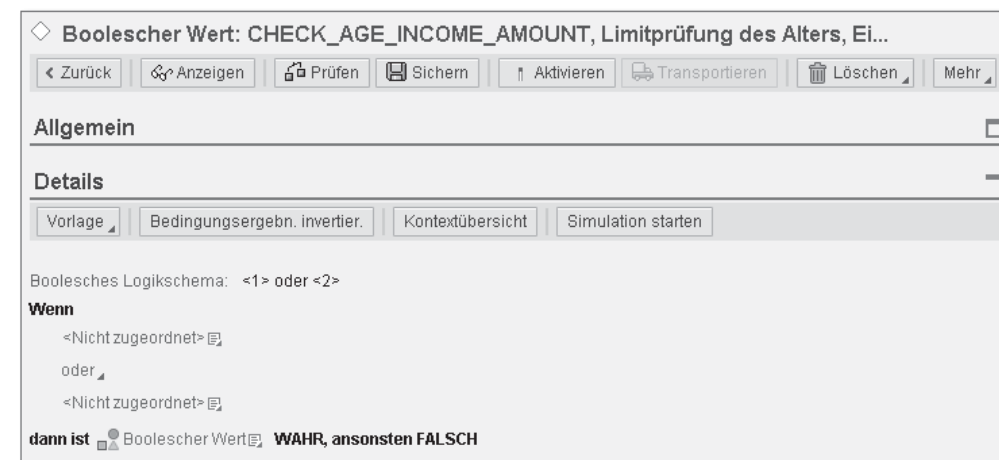 Boolescher Wert: CHECK_AGE_INCOME_AMOUNT, Limitprüfung des Alters, Ei...
Zurück Anzeigen Prüfen Sichern Aktivieren Transportieren Löschen Mehr
Allgemein
Details
Vorlage Bedingungsergebn. invertier. Kontextübersicht Simulation starten
Boolesches Logikschema: <1> oder <2>
Wenn
<Nicht zugeordnet>
oder
<Nicht zugeordnet>
dann ist Boolescher Wert WAHR, ansonsten FALSCH